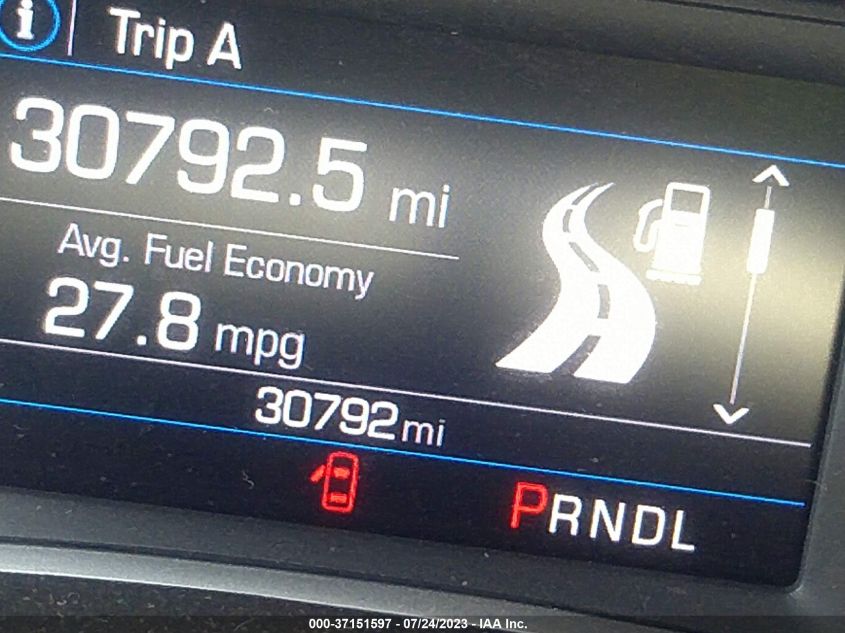 i Trip A
30792.5 mi
Avg. Fuel Economy
27.8 mpg
30792 mi
PRNDL
000-37151597 - 07/24/2023 - IAA Inc.